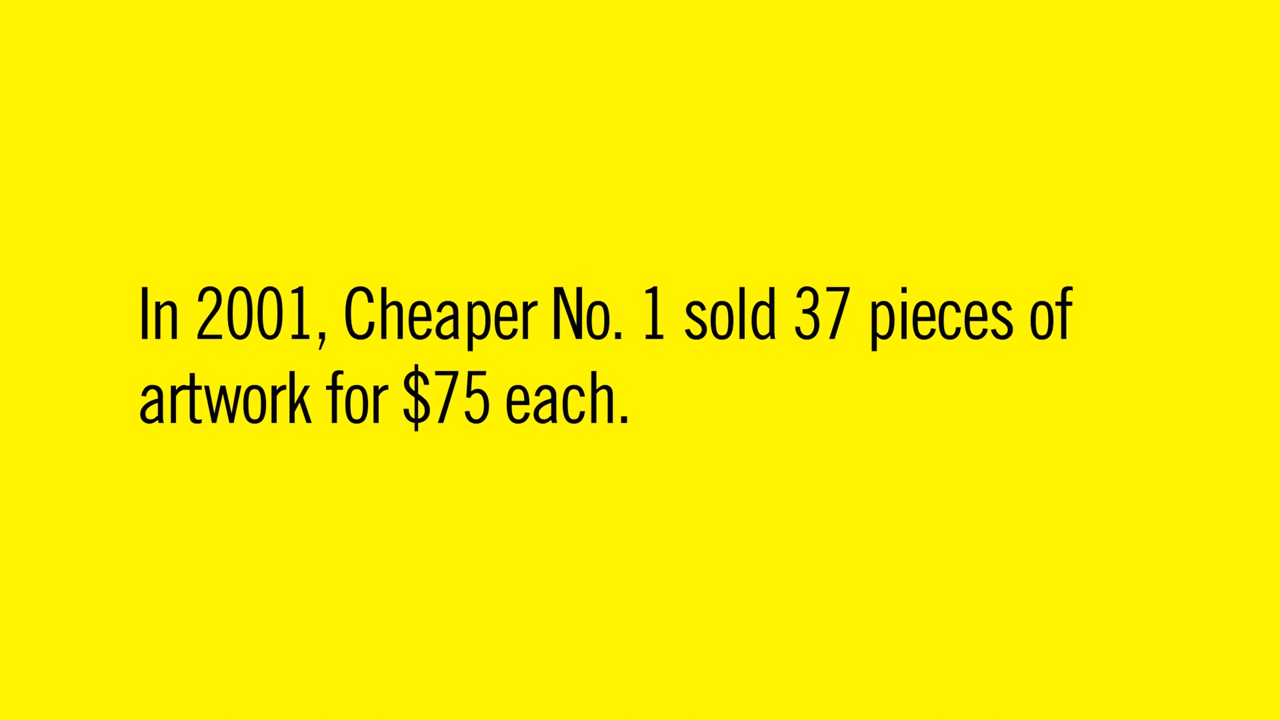 In 2001, Cheaper No. 1 sold 37 pieces of
artwork for $75 each.